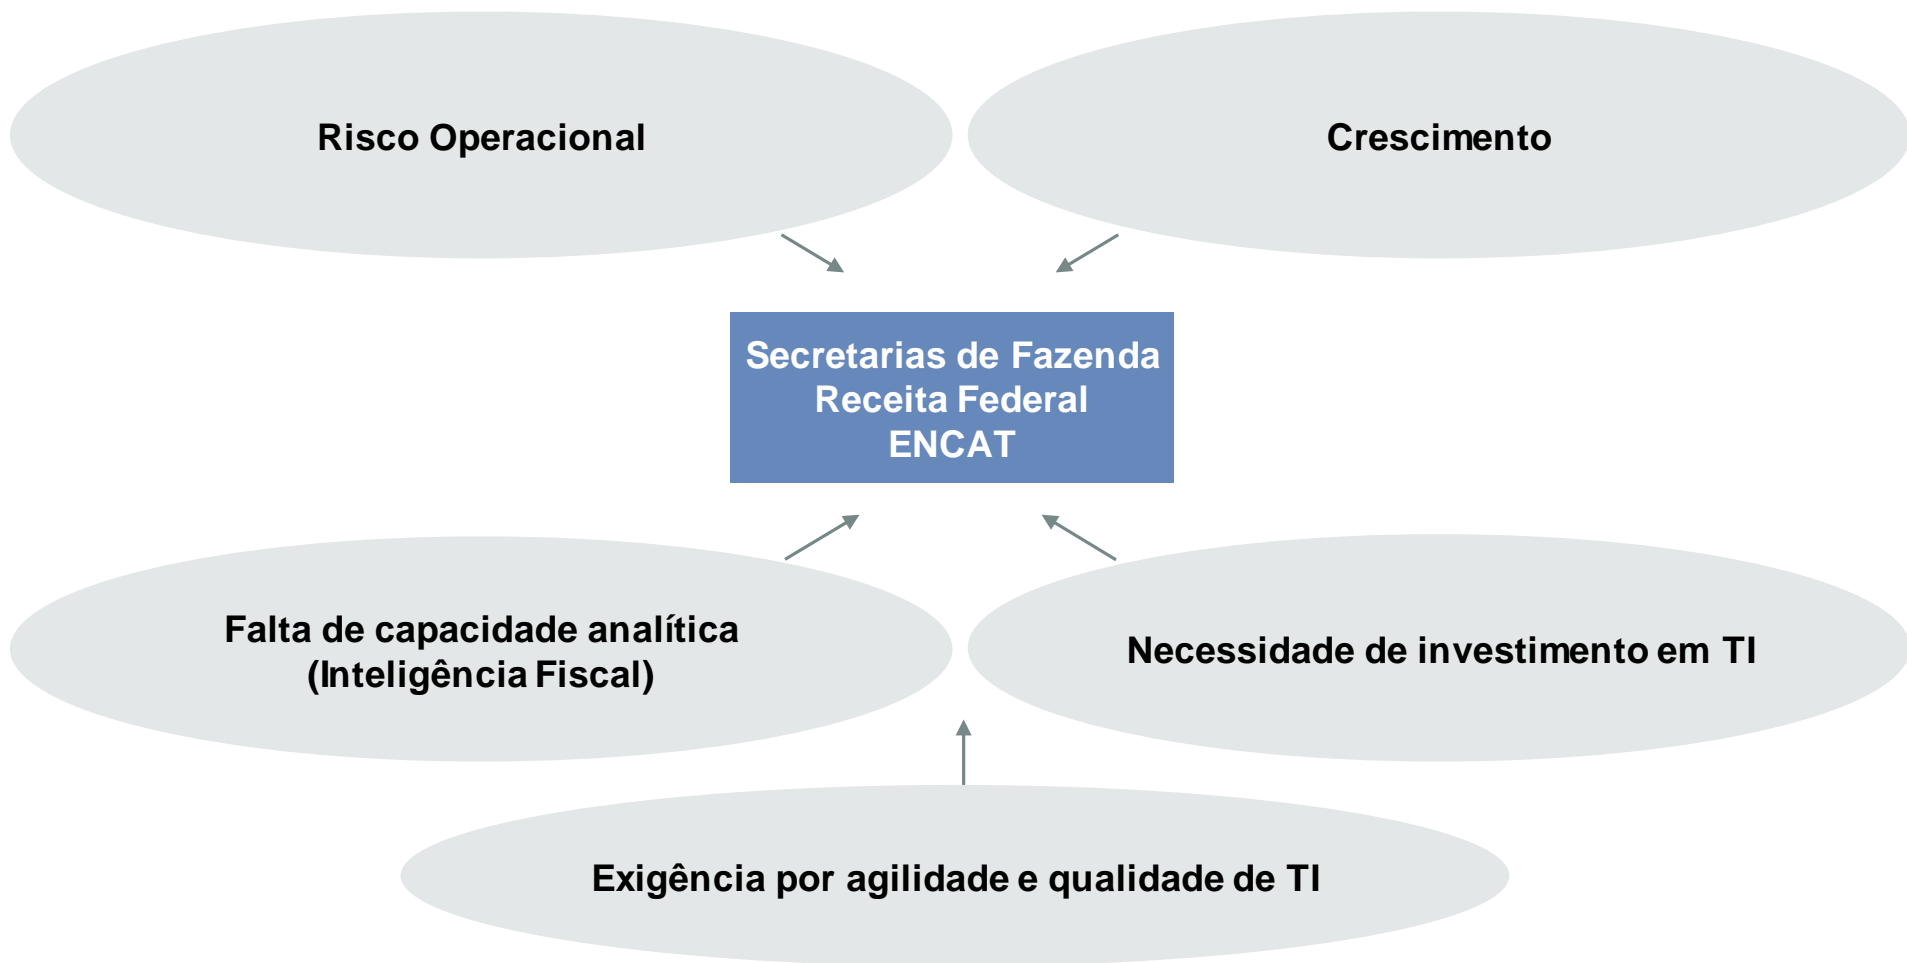 Risco Operacional
Crescimento
Secretarias de Fazenda
Receita Federal
ENCAT
Falta de capacidade analítica
(Inteligência Fiscal)
Necessidade de investimento em TI
Exigência por agilidade e qualidade de TI